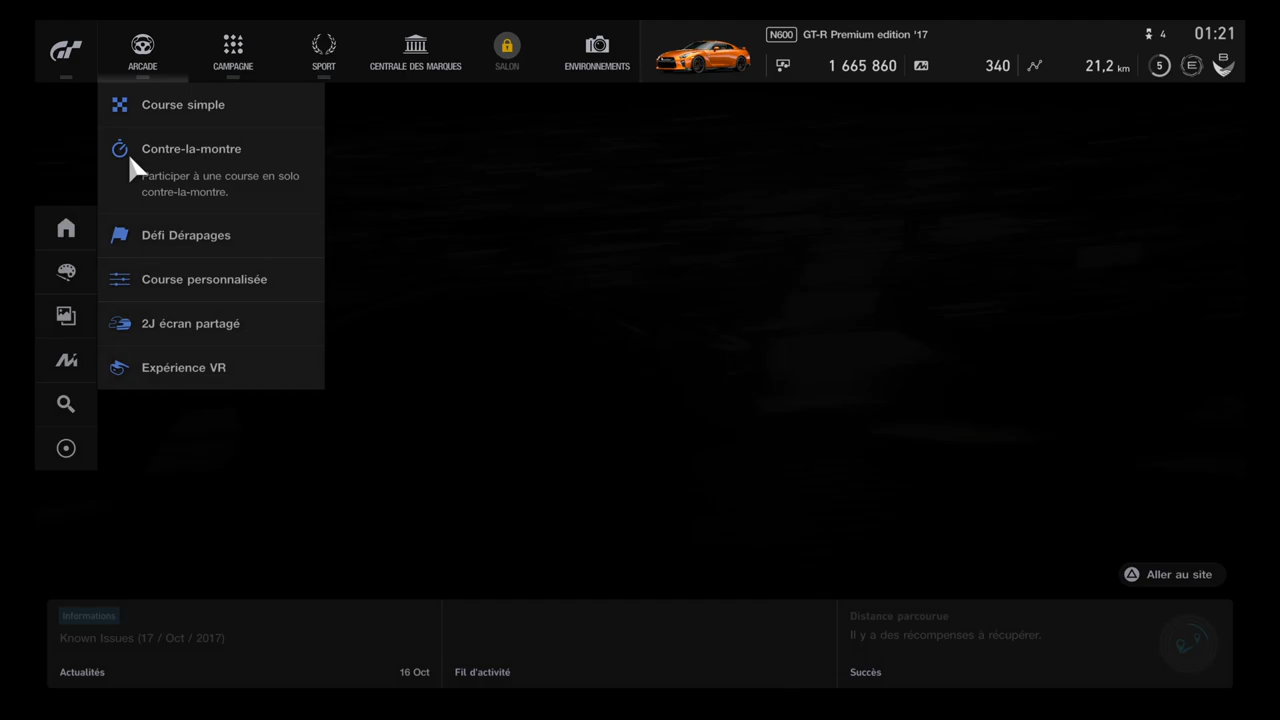 ARCADE
CAMPAGNE
SPORT
CENTRALE DES MARQUES
SALON
ENVIRONNEMENTS
N600 GT-R Premium edition '17
4 01:21
1 665 860 340 21,2 km 5 E B
Course simple
Contre-la-montre
Participer à une course en solo
contre-la-montre.
Défi Dérapages
Course personnalisée
2J écran partagé
Expérience VR
Aller au site
Informations
Known Issues (17 / Oct / 2017)
Actualités 16 Oct
Fil d'activité
Distance parcourue
Il y a des récompenses à récupérer.
Succès